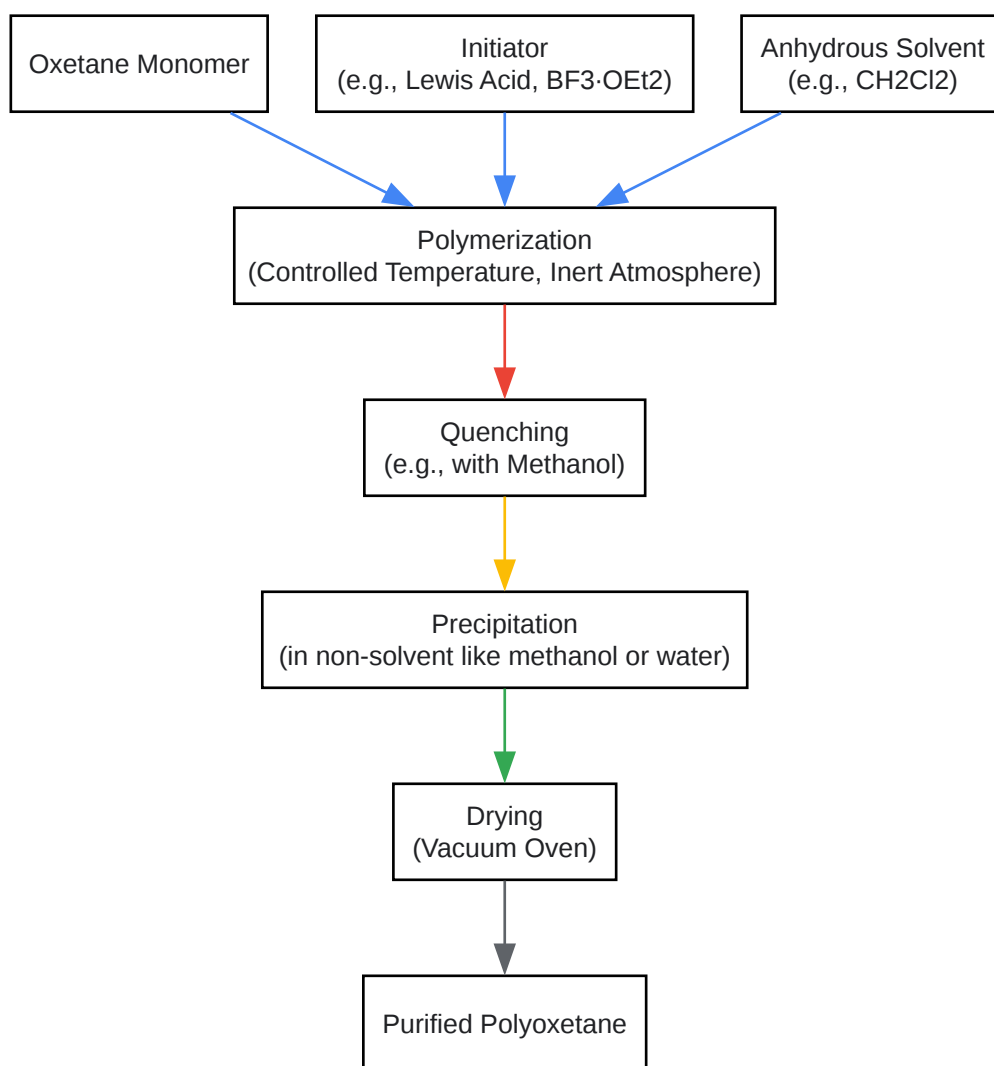 Oxetane Monomer
Initiator
(e.g., Lewis Acid, BF3·OEt2)
Anhydrous Solvent
(e.g., CH2Cl2)
Polymerization
(Controlled Temperature, Inert Atmosphere)
Quenching
(e.g., with Methanol)
Precipitation
(in non-solvent like methanol or water)
Drying
(Vacuum Oven)
Purified Polyoxetane